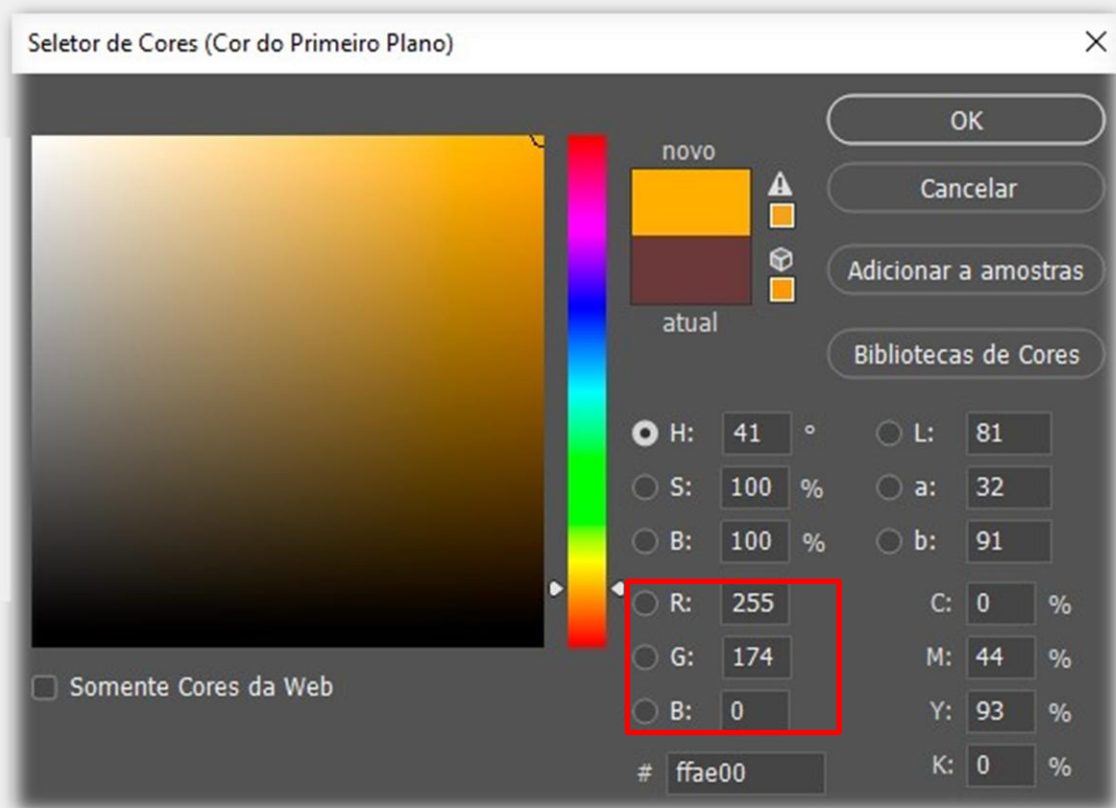 Seletor de Cores (Cor do Primeiro Plano)
OK
novo
Cancelar
Adicionar a amostras
atual
Bibliotecas de Cores
H: 41 ° L: 81
S: 100 % a: 32
B: 100 % b: 91
R: 255 C: 0 %
G: 174 M: 44 %
Somente Cores da Web
B: 0 Y: 93 %
# ffae00 K: 0 %